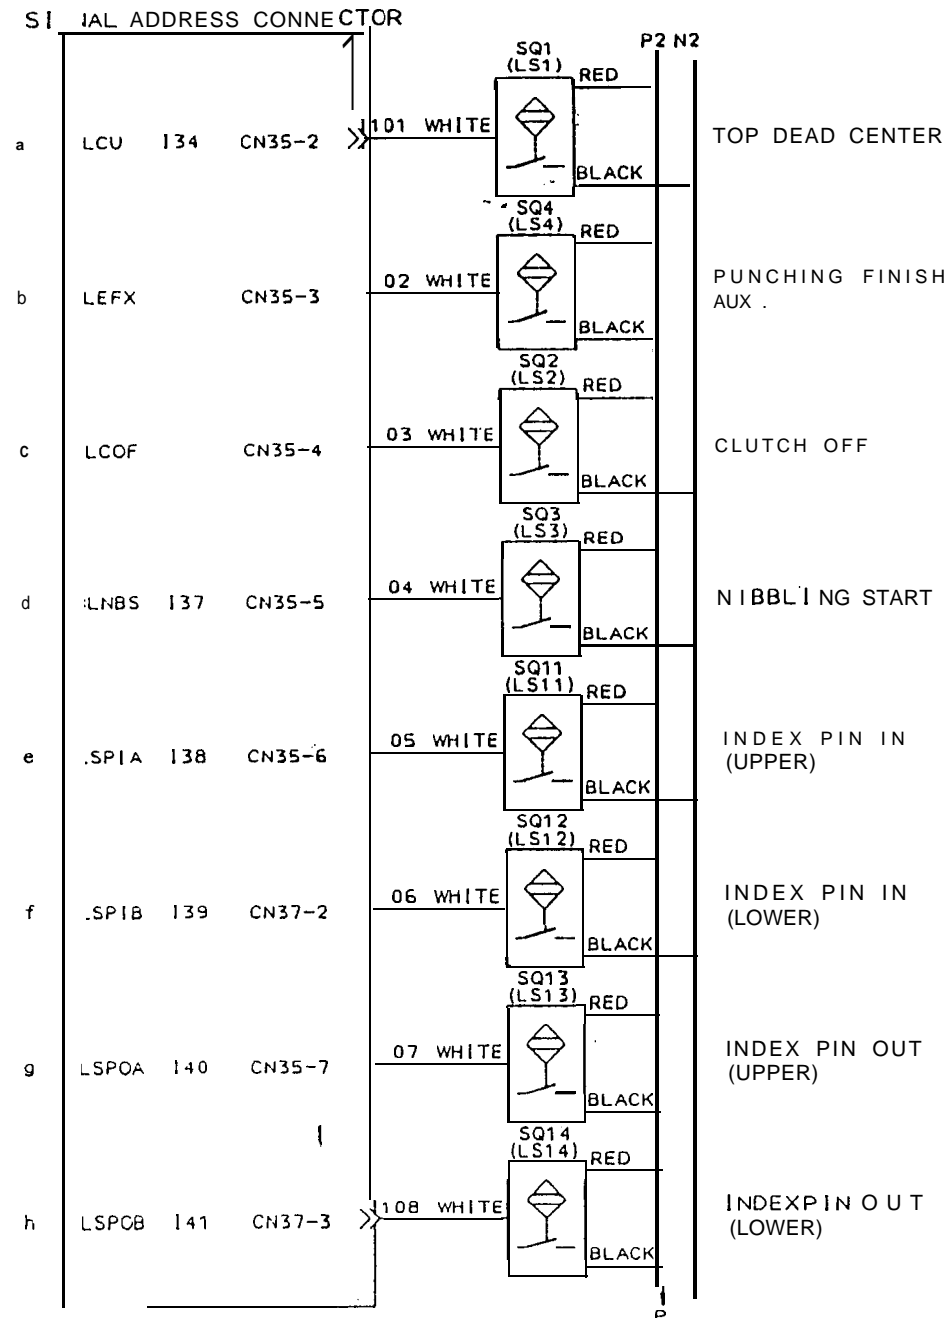 SI IAL ADDRESS CONNECTOR
P2 N2
SQ1
(LS1)
RED
a LCU 134 CN35-2 101 WHITE TOP DEAD CENTER
BLACK
SQ4
(LS4)
RED
b LEFX CN35-3 02 WHITE PUNCHING FINISH
AUX .
BLACK
SQ2
(LS2)
RED
c LCOF CN35-4 03 WHITE CLUTCH OFF
BLACK
SQ3
(LS3)
RED
d LNBS 137 CN35-5 04 WHITE NIBBLING START
BLACK
SQ11
(LS11)
RED
e .SPIA 138 CN35-6 05 WHITE INDEX PIN IN
(UPPER)
BLACK
SQ12
(LS12)
RED
f .SPIB 139 CN37-2 06 WHITE INDEX PIN IN
(LOWER)
BLACK
SQ13
(LS13)
RED
g LSPOA 140 CN35-7 07 WHITE INDEX PIN OUT
(UPPER)
BLACK
SQ14
(LS14)
RED
h LSPOB 141 CN37-3 108 WHITE INDEXPIN OUT
(LOWER)
BLACK